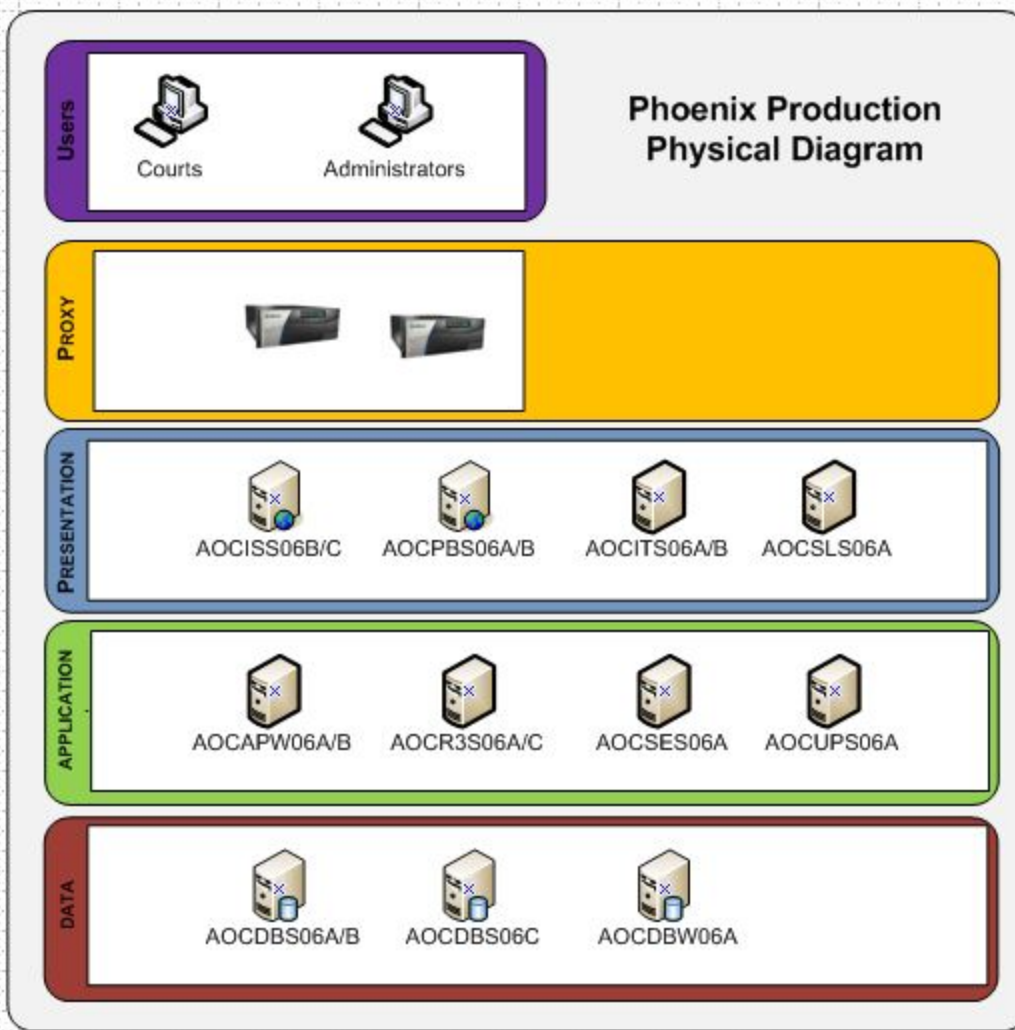 Users
Courts
Administrators
Phoenix Production
Physical Diagram
PROXY
PRESENTATION
AOCISS06B/C
AOCPBS06A/B
AOCITS06A/B
AOCSLS06A
APPLICATION
AOCAPW06A/B
AOCR3S06A/C
AOCSES06A
AOCUPS06A
DATA
AOCDBS06A/B
AOCDBS06C
AOCDBW06A